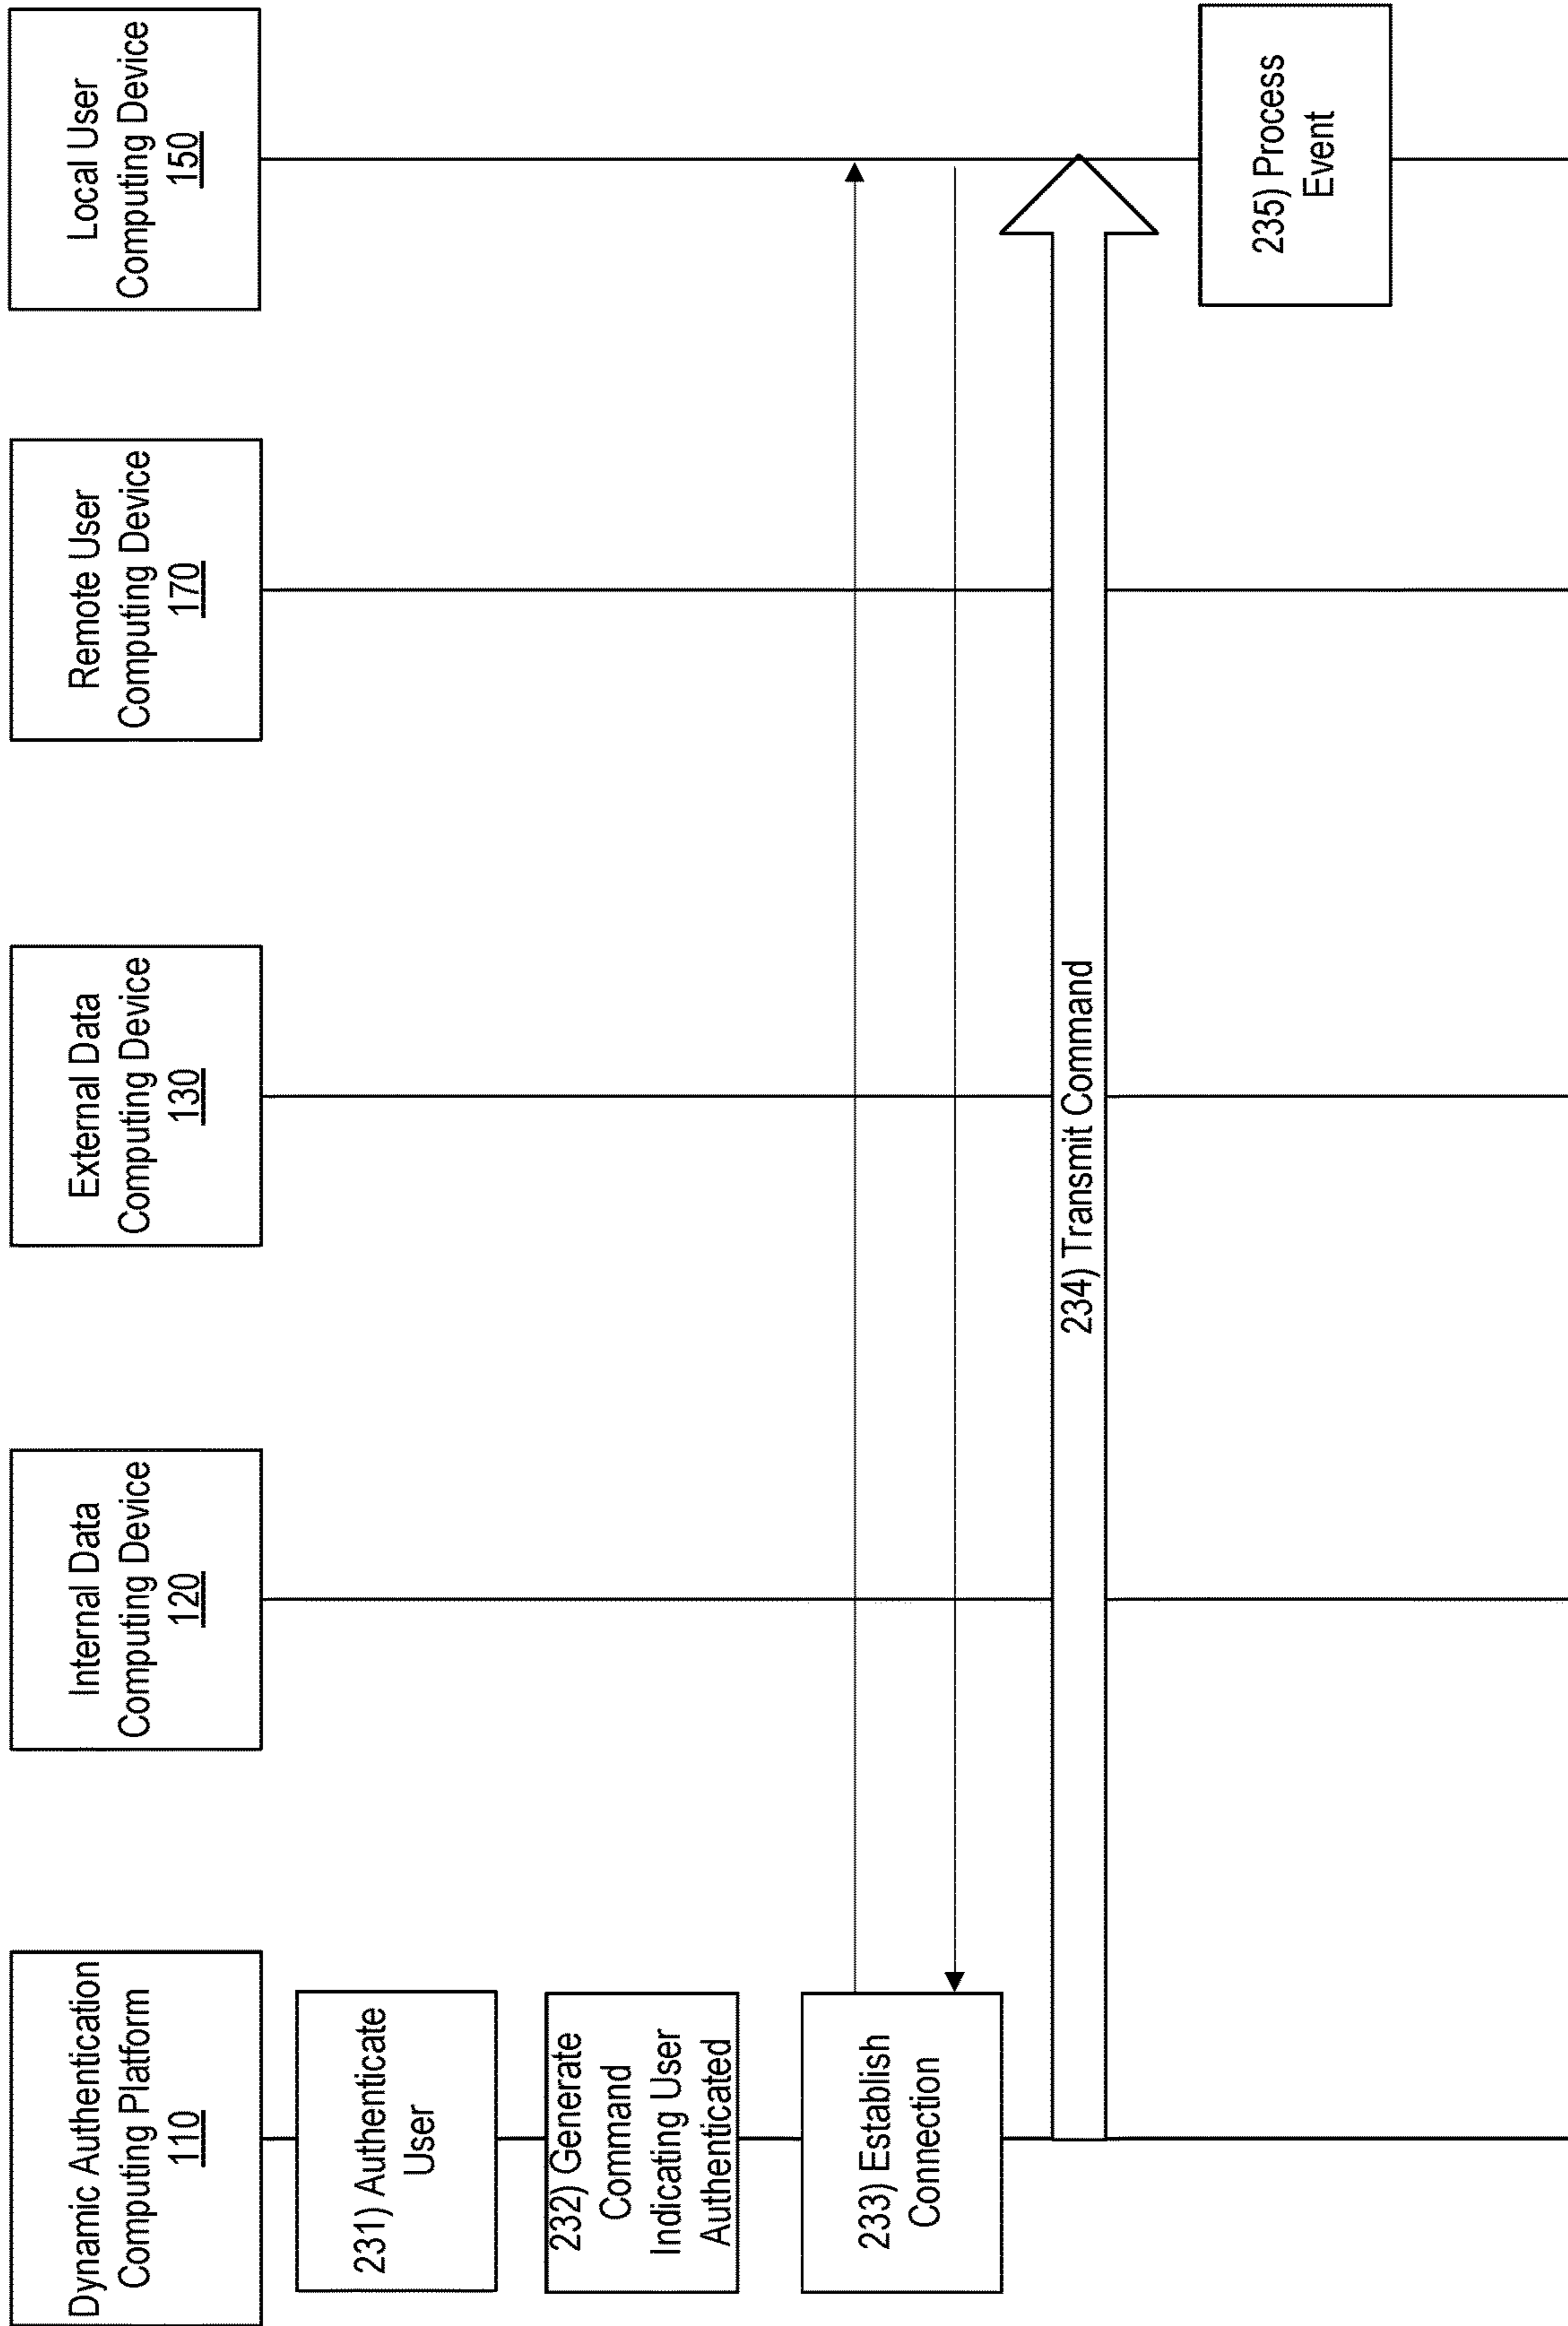 Dynamic Authentication
Computing Platform
110
Internal Data
Computing Device
120
External Data
Computing Device
130
Remote User
Computing Device
170
Local User
Computing Device
150
231) Authenticate
User
232) Generate
Command
Indicating User
Authenticated
233) Establish
Connection
234) Transmit Command
235) Process
Event